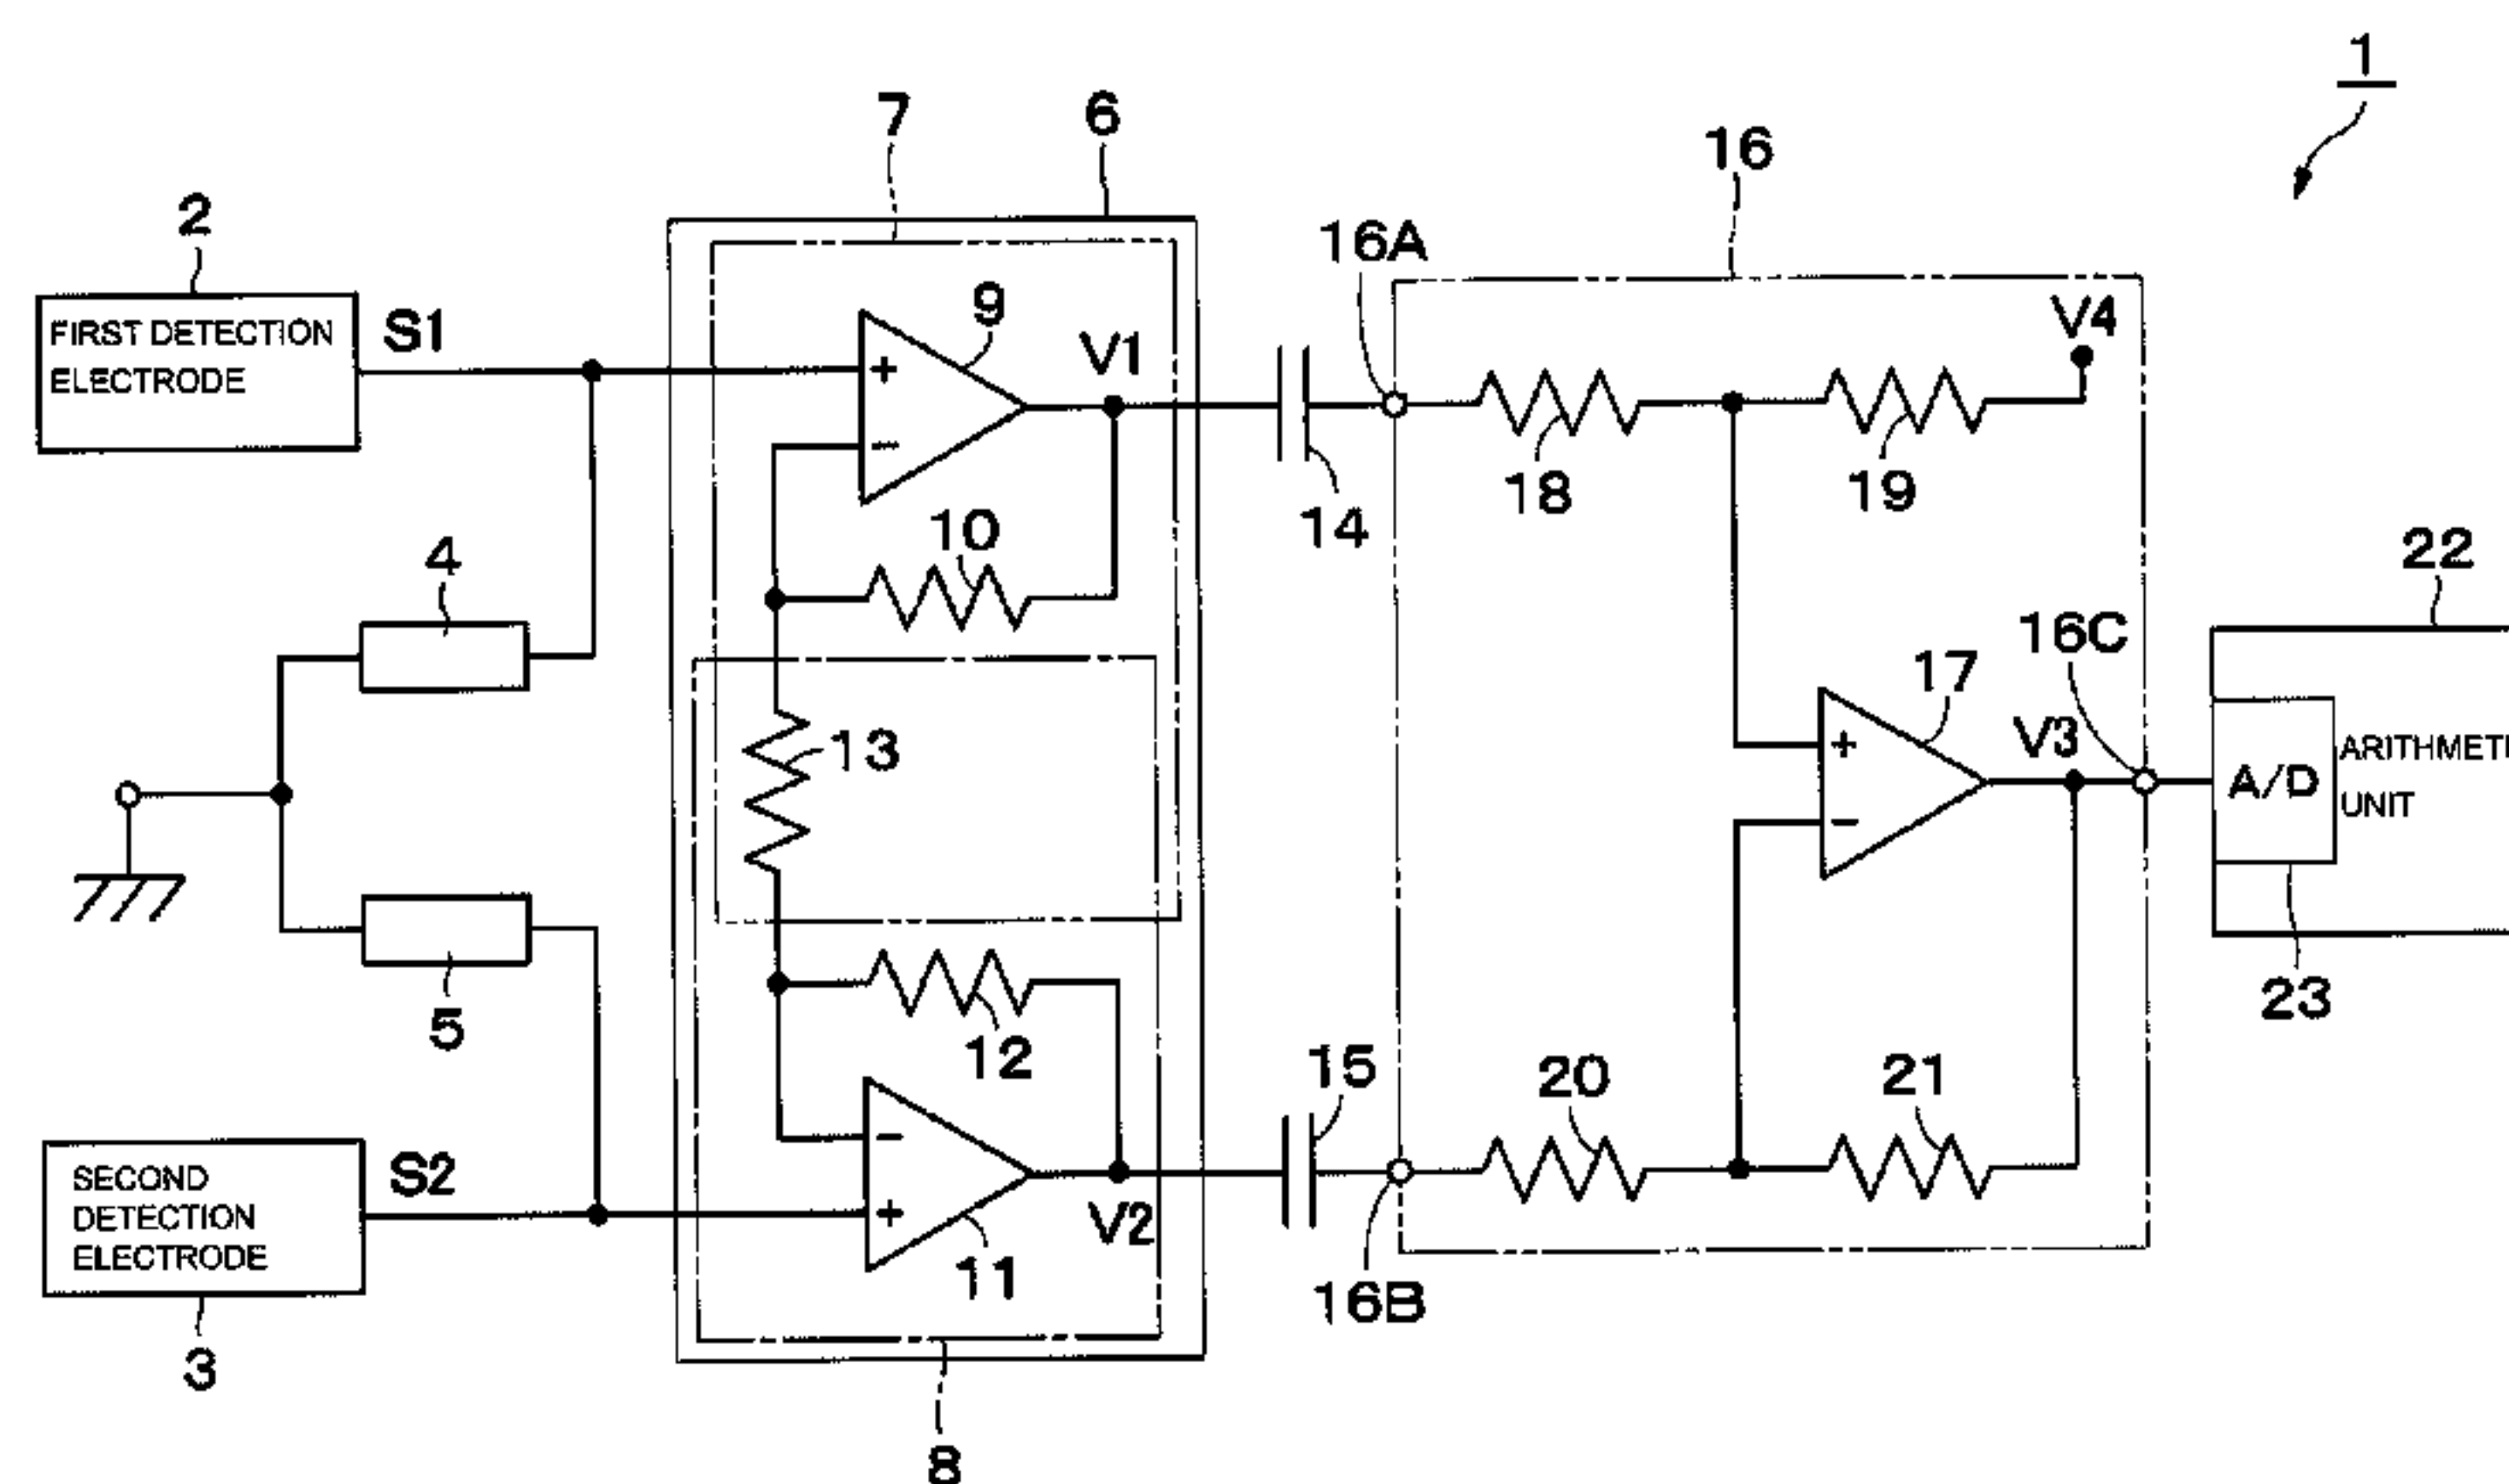 1
7
6
16
2
16A
9
V4
FIRST DETECTION
ELECTRODE
S1
V1
+
−
18
19
14
10
22
4
16C
17
V3
13
+
−
A/D
ARITHMETI
UNIT
5
12
23
15
20
21
SECOND
DETECTION
ELECTRODE
S2
−
+
V2
11
16B
3
8